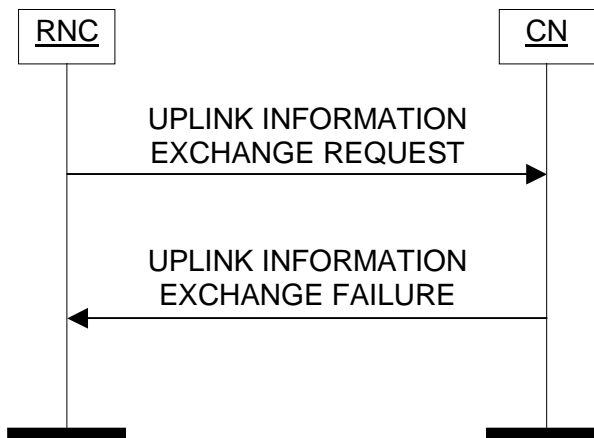 RNC
CN
UPLINK INFORMATION
EXCHANGE REQUEST
UPLINK INFORMATION
EXCHANGE FAILURE